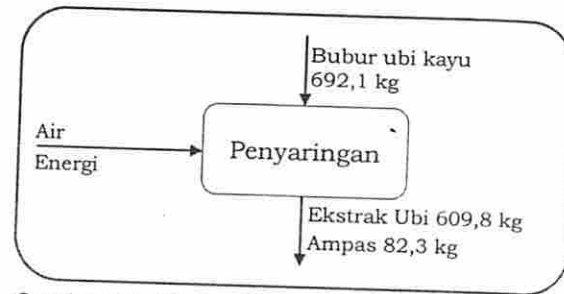 Bubur ubi kayu
692,1 kg
Air
Energi
Penyaringan
Ekstrak Ubi 609,8 kg
Ampas 82,3 kg